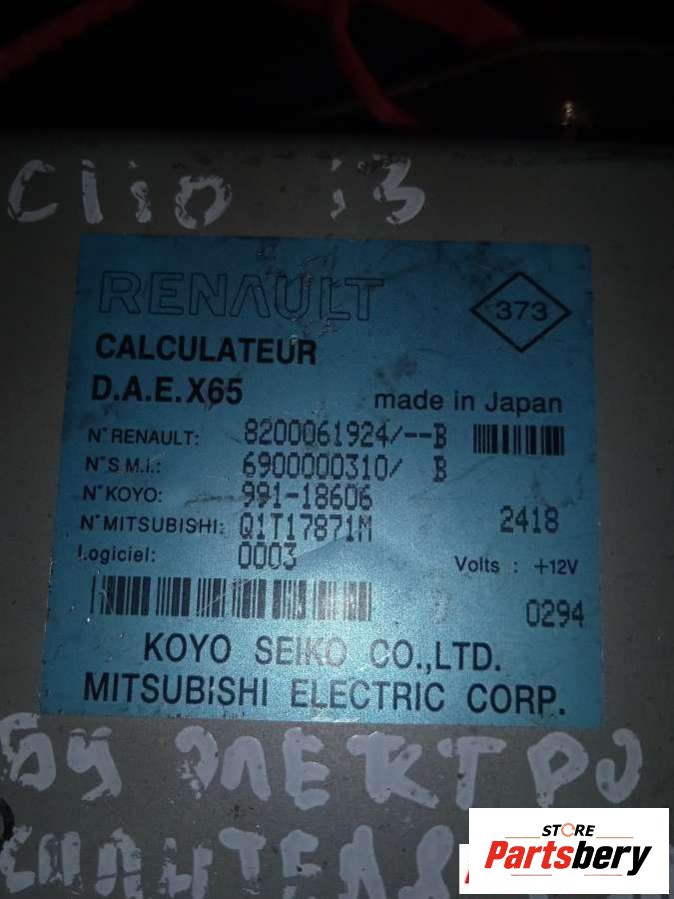 Clio :3
RENAULT
373
CALCULATEUR
D.A.E.X65
made in Japan
N° RENAULT: 8200061924/--B
N° S M.I.: 6900000310/ B
N° KOYO: 991-18606
N° MITSUBISHI: Q1T17871M 2418
Logiciel: 0003 Volts : +12V
0294
KOYO SEIKO CO.,LTD.
MITSUBISHI ELECTRIC CORP.
БУ ЭЛЕКТРО
STORE
Partsbery